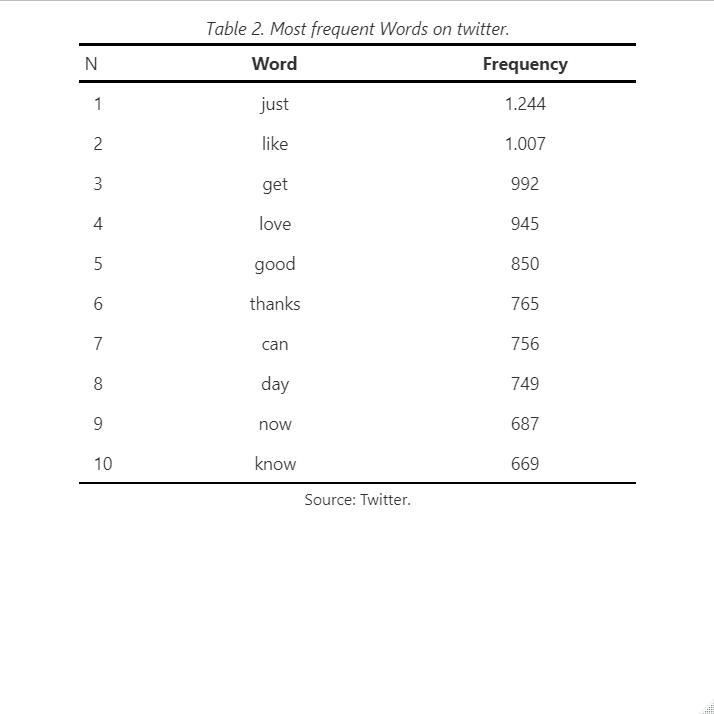 Table 2. Most frequent Words on twitter.
N Word Frequency
1 just 1.244
2 like 1.007
3 get 992
4 love 945
5 good 850
6 thanks 765
7 can 756
8 day 749
9 now 687
10 know 669
Source: Twitter.